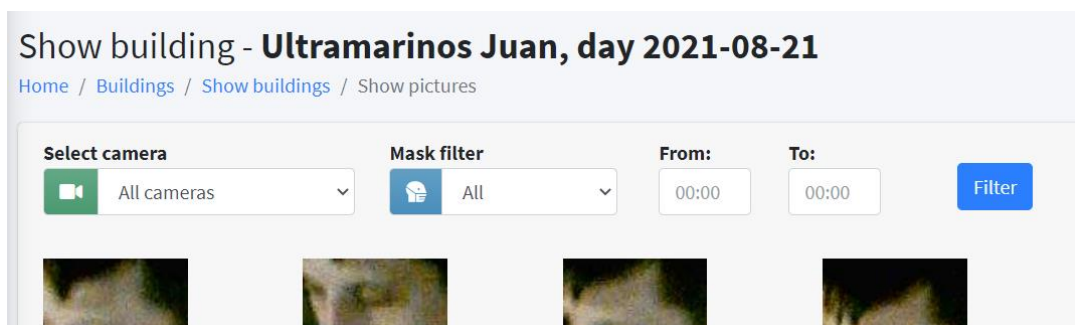 Show building - Ultramarinos Juan, day 2021-08-21
Home / Buildings / Show buildings / Show pictures
Select camera Mask filter From: To:
All cameras All 00:00 00:00 Filter